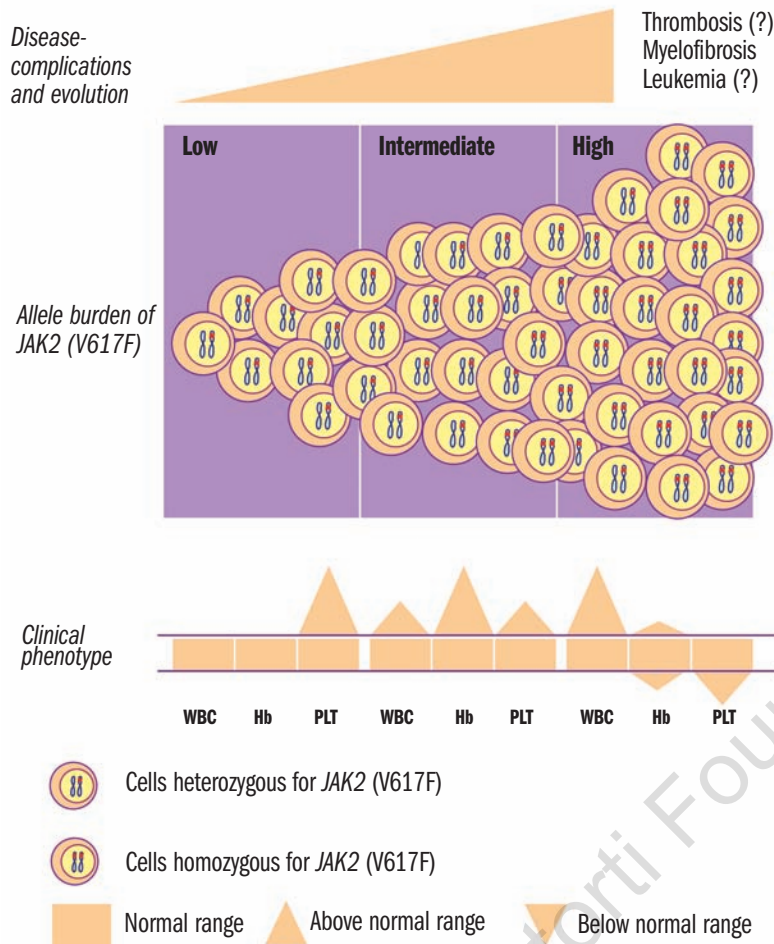 Disease-
complications
and evolution
Thrombosis (?)
Myelofibrosis
Leukemia (?)
Low Intermediate High
Allele burden of
JAK2 (V617F)
Clinical
phenotype
WBC Hb PLT WBC Hb PLT WBC Hb PLT
Cells heterozygous for JAK2 (V617F)
Cells homozygous for JAK2 (V617F)
Normal range Above normal range Below normal range